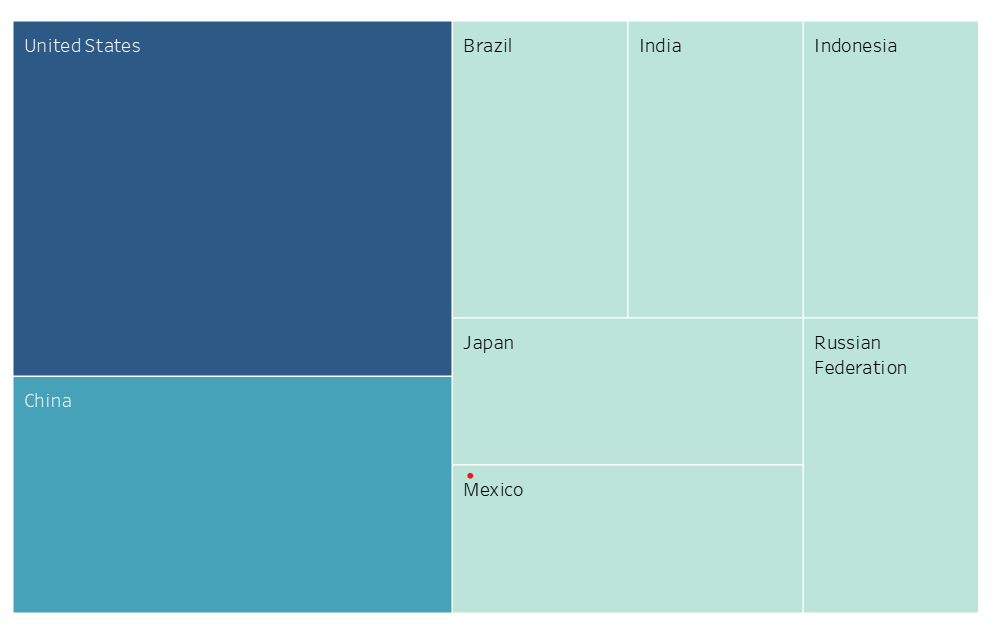 United States
Brazil
India
Indonesia
Japan
Russian
Federation
China
Mexico